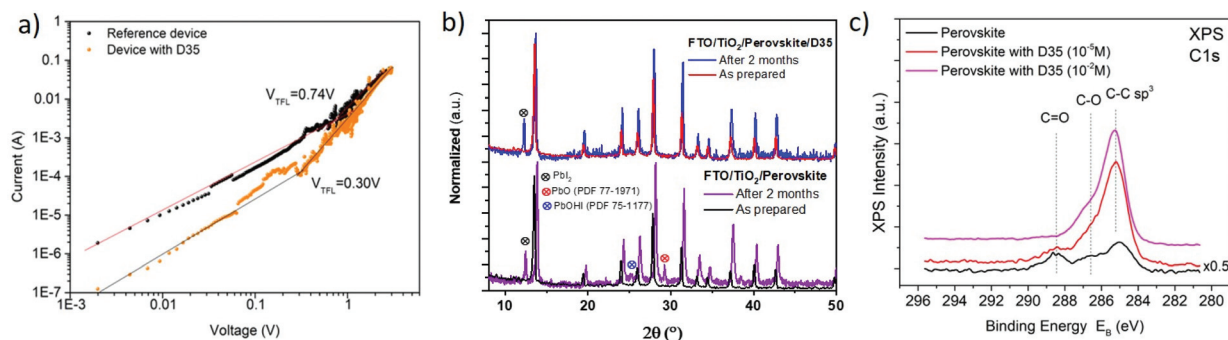 a)
Current (A)
100
10
1
0.1
0.01
1E-3
1E-4
1E-5
1E-6
1E-7
Reference device
Device with D35
V_TFL=0.74V
V_TFL=0.30V
1E-3
0.01
0.1
1
10
Voltage (V)
b)
Normalized (a.u.)
FTO/TiO₂/Perovskite/D35
After 2 months
As prepared
PbI₂
PbO (PDF 77-1971)
PbOHI (PDF 75-1177)
FTO/TiO₂/Perovskite
After 2 months
As prepared
10
20
30
40
50
2θ (°)
c)
XPS Intensity (a.u.)
Perovskite
Perovskite with D35 (10⁻⁵M)
Perovskite with D35 (10⁻²M)
XPS
C1s
C=O
C-O
C-C sp³
x0.5
296
294
292
290
288
286
284
282
280
Binding Energy E_B (eV)